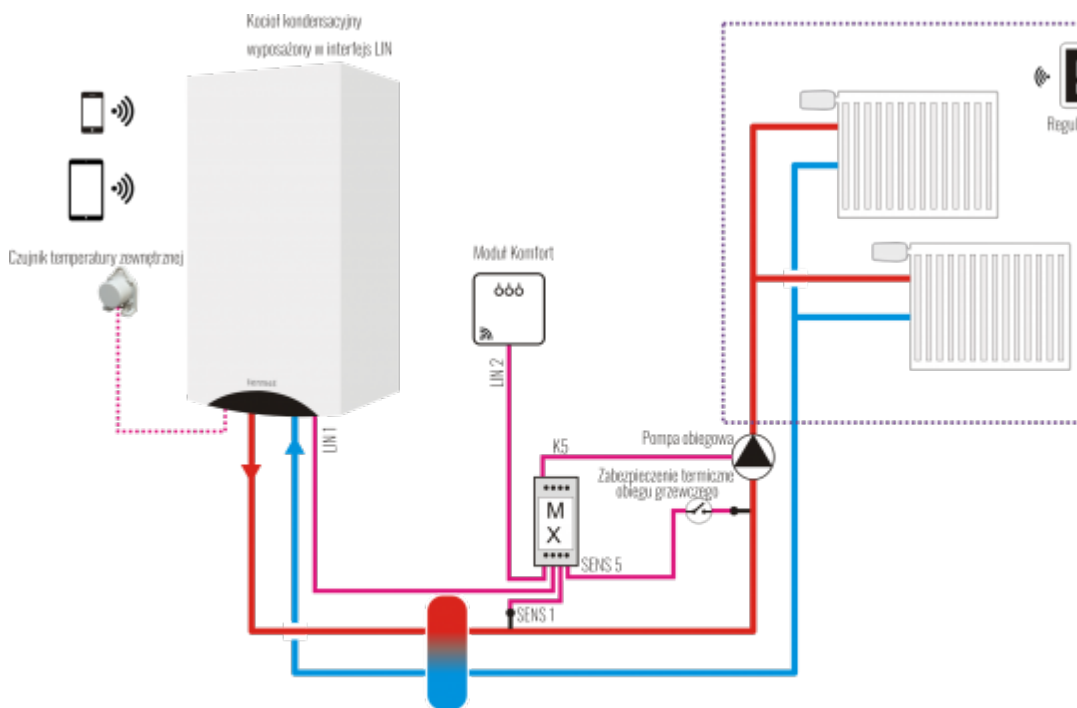 Kocioł kondensacyjny
wyposażony w interfejs LIN
Czujnik temperatury zewnętrznej
Moduł Komfort
LIN 2
LIN 1
K5
M
X
SENS 5
SENS 1
Pompa obiegowa
Zabezpieczenie termiczne
obiegu grzewczego
Regul